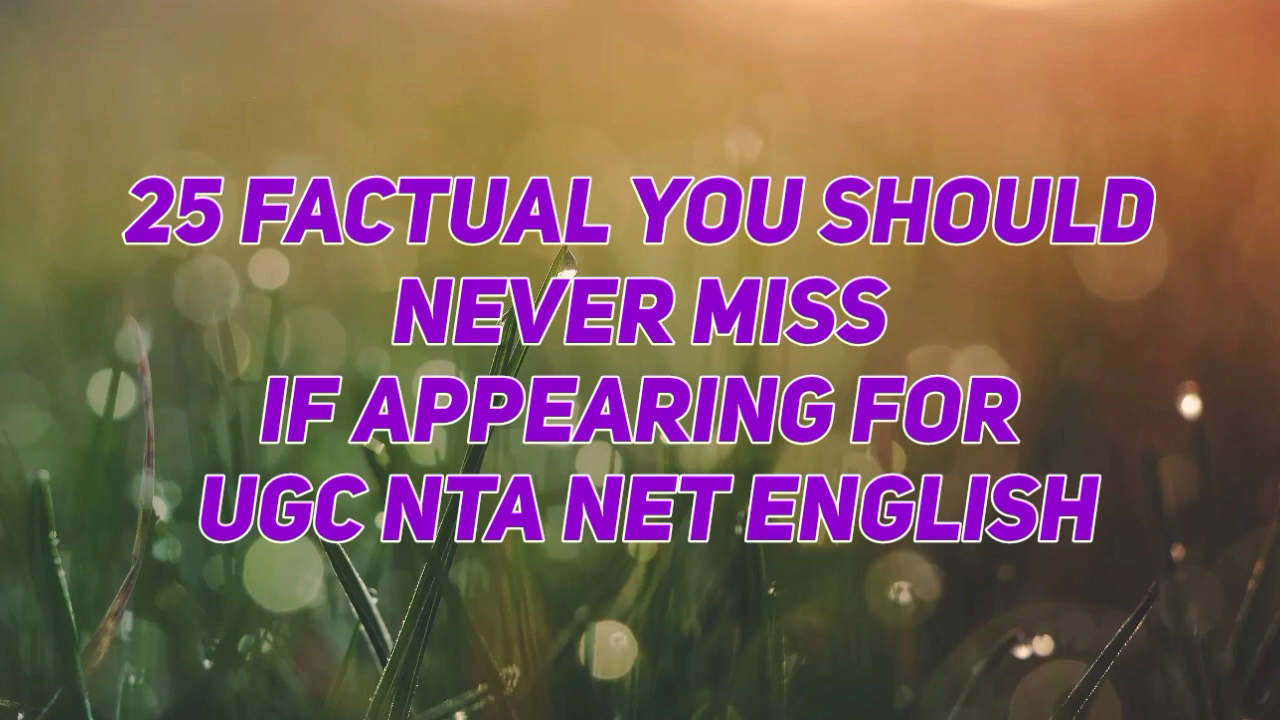 25 FACTUAL YOU SHOULD
NEVER MISS
IF APPEARING FOR
UGC NTA NET ENGLISH